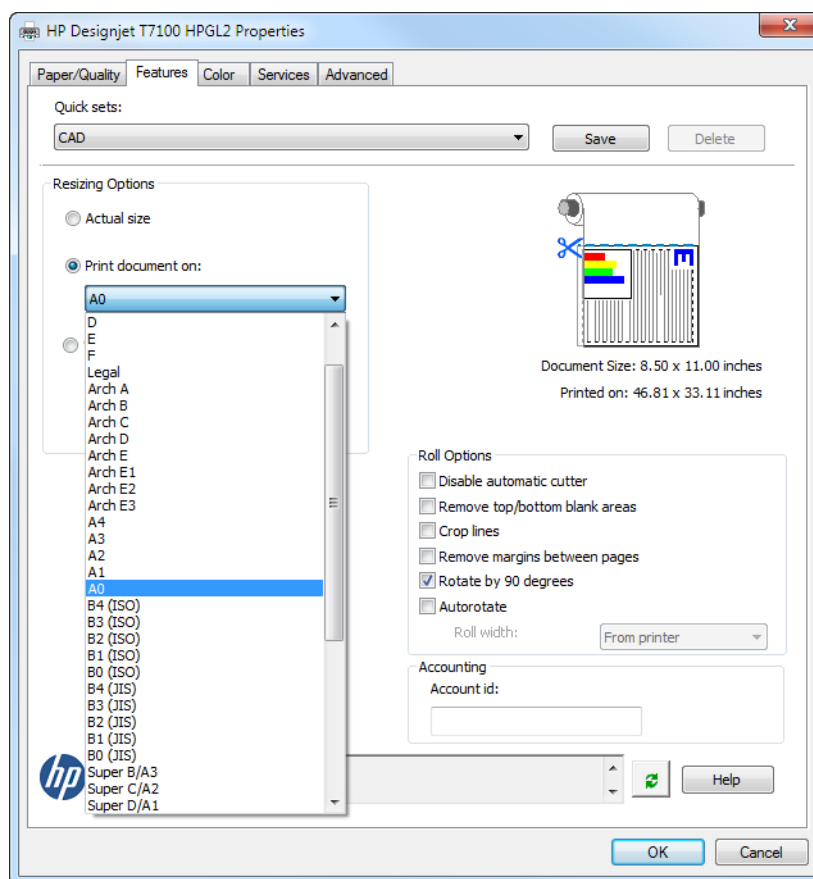 HP Designjet T7100 HPGL2 Properties
Paper/Quality Features Color Services Advanced
Quick sets:
CAD Save Delete
Resizing Options
Actual size
Print document on:
A0
D
E
F
Legal
Arch A
Arch B
Arch C
Arch D
Arch E
Arch E1
Arch E2
Arch E3
A4
A3
A2
A1
A0
B4 (ISO)
B3 (ISO)
B2 (ISO)
B1 (ISO)
B0 (ISO)
B4 (JIS)
B3 (JIS)
B2 (JIS)
B1 (JIS)
B0 (JIS)
Super B/A3
Super C/A2
Super D/A1
E
Document Size: 8.50 x 11.00 inches
Printed on: 46.81 x 33.11 inches
Roll Options
Disable automatic cutter
Remove top/bottom blank areas
Crop lines
Remove margins between pages
Rotate by 90 degrees
Autorotate
Roll width: From printer
Accounting
Account id:
hp
Help
OK Cancel